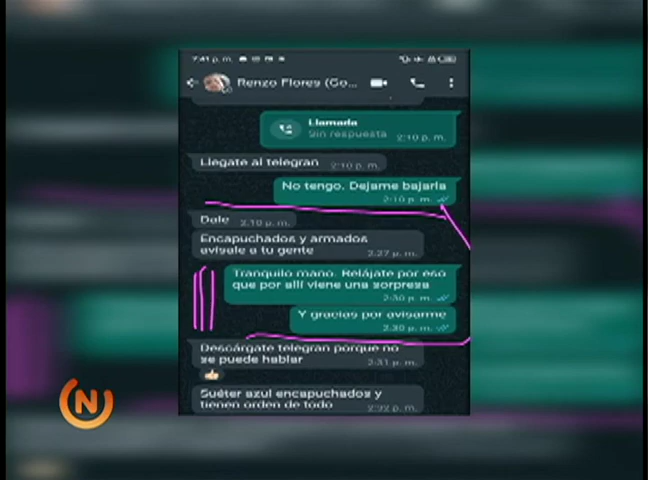 7:41 p. m.
Renzo Flores (Go...
Llamada
Sin respuesta 2:10 p. m.
Llegate al telegran 2:10 p. m.
No tengo. Dejame bajarla
2:10 p. m.
Dale 2:10 p. m.
Encapuchados y armados
avisale a tu gente 2:27 p. m.
Tranquilo mano. Relájate por eso
que por allí viene una sorpresa
2:30 p. m.
Y gracias por avisarme
2:30 p. m.
Descárgate telegran porque no
se puede hablar 2:31 p. m.
Suéter azul encapuchados y
tienen orden de todo 2:32 p. m.
N